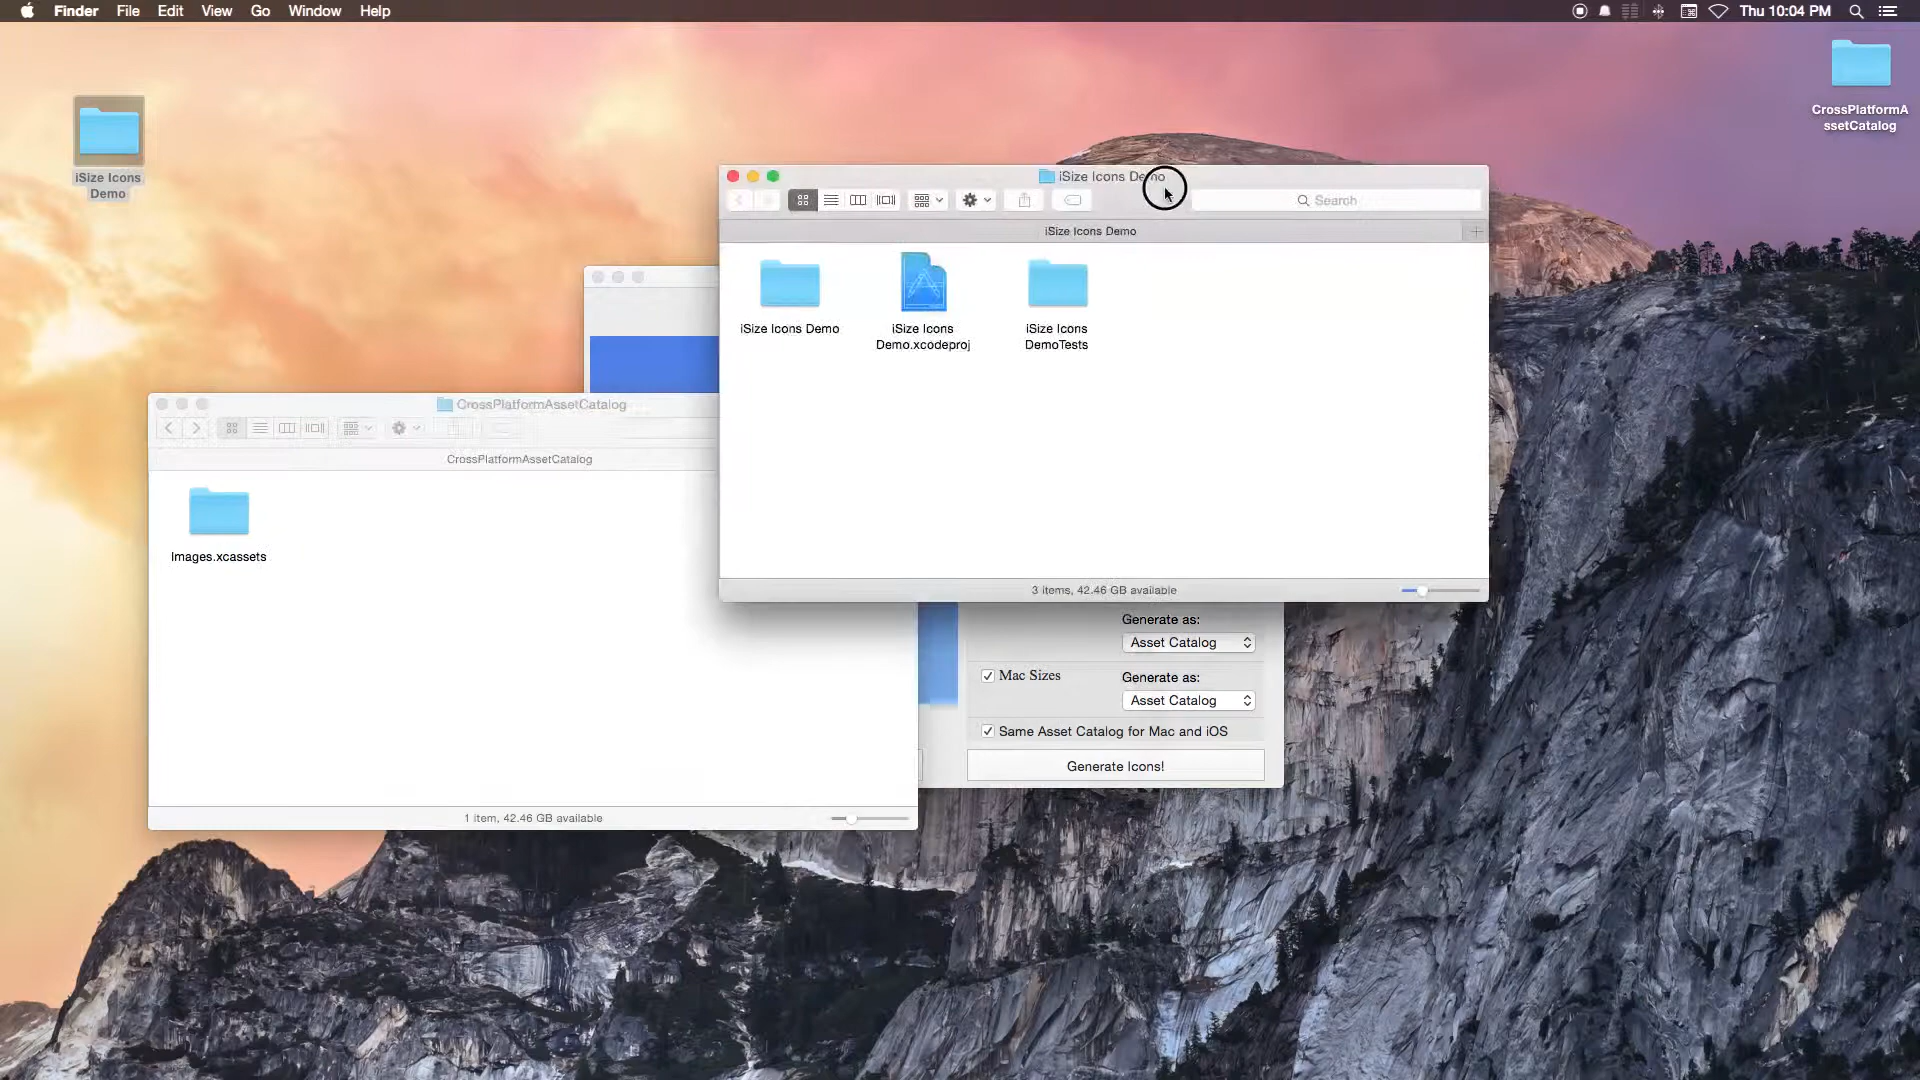 Finder File Edit View Go Window Help Thu 10:04 PM
iSize Icons
Demo
CrossPlatformA
ssetCatalog
iSize Icons Demo
Search
iSize Icons Demo
iSize Icons Demo
iSize Icons
Demo.xcodeproj
iSize Icons
DemoTests
3 items, 42.46 GB available
CrossPlatformAssetCatalog
CrossPlatformAssetCatalog
Images.xcassets
1 item, 42.46 GB available
Generate as:
Asset Catalog
Mac Sizes
Generate as:
Asset Catalog
Same Asset Catalog for Mac and iOS
Generate Icons!